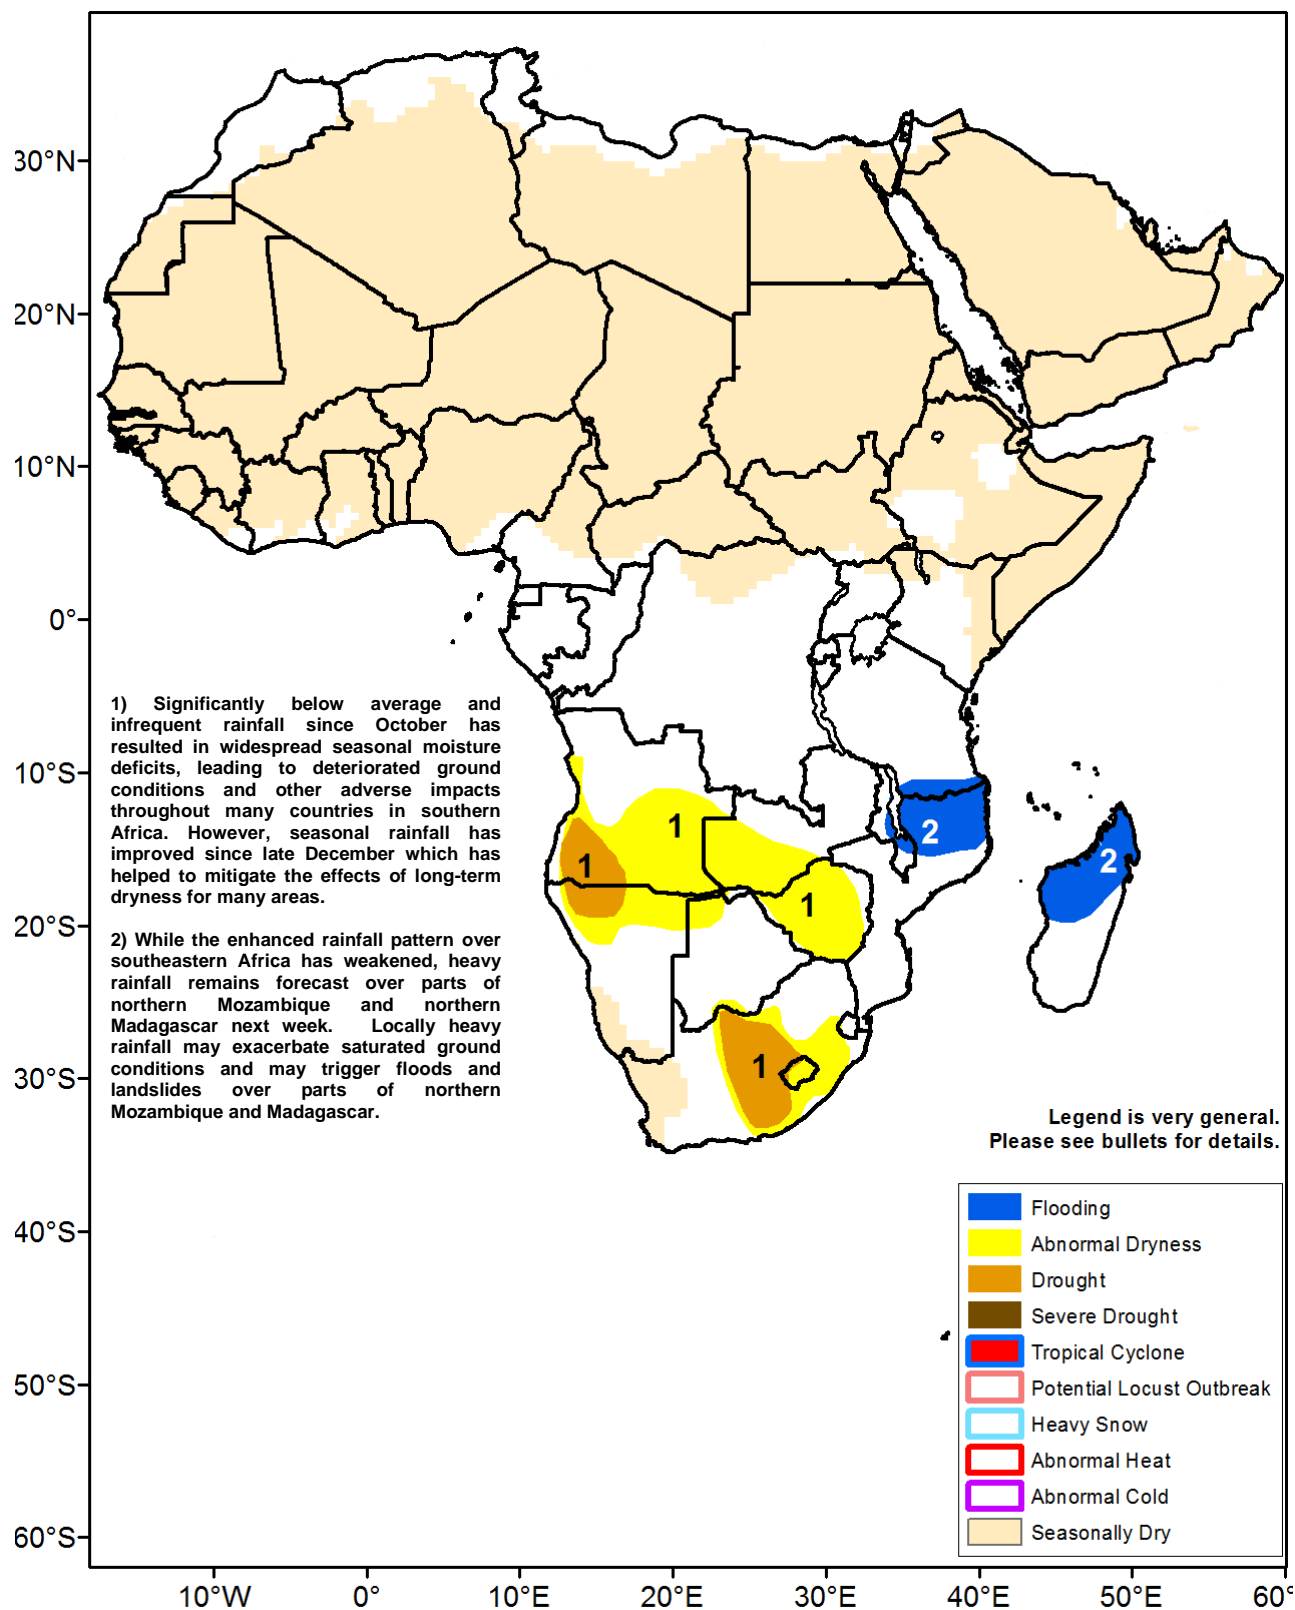 30°N
20°N
10°N
0°
10°S
20°S
30°S
40°S
50°S
60°S
1) Significantly below average and
infrequent rainfall since October has
resulted in widespread seasonal moisture
deficits, leading to deteriorated ground
conditions and other adverse impacts
throughout many countries in southern
Africa. However, seasonal rainfall has
improved since late December which has
helped to mitigate the effects of long-term
dryness for many areas.
2) While the enhanced rainfall pattern over
southeastern Africa has weakened, heavy
rainfall remains forecast over parts of
northern Mozambique and northern
Madagascar next week. Locally heavy
rainfall may exacerbate saturated ground
conditions and may trigger floods and
landslides over parts of northern
Mozambique and Madagascar.
1
1
1
1
2
2
Legend is very general.
Please see bullets for details.
Flooding
Abnormal Dryness
Drought
Severe Drought
Tropical Cyclone
Potential Locust Outbreak
Heavy Snow
Abnormal Heat
Abnormal Cold
Seasonally Dry
10°W 0° 10°E 20°E 30°E 40°E 50°E 60°